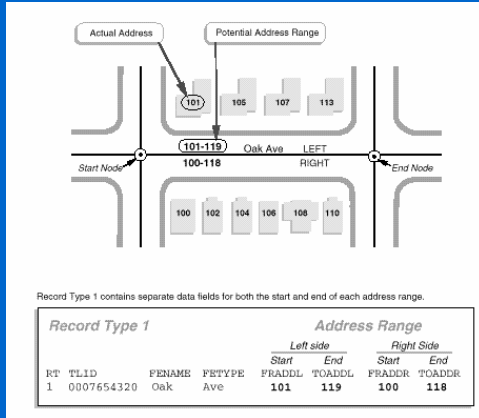 Actual Address
Potential Address Range
101
105
107
113
101-119
Oak Ave LEFT
100-118
RIGHT
Start Node
End Node
100
102
104
106
108
110
Record Type 1 contains separate data fields for both the start and end of each address range.
Record Type 1 Address Range
Left side Right Side
Start End Start End
RT TLID FENAME FETYPE FRADDL TOADDL FRADDR TOADDR
1 0007654320 Oak Ave 101 119 100 118